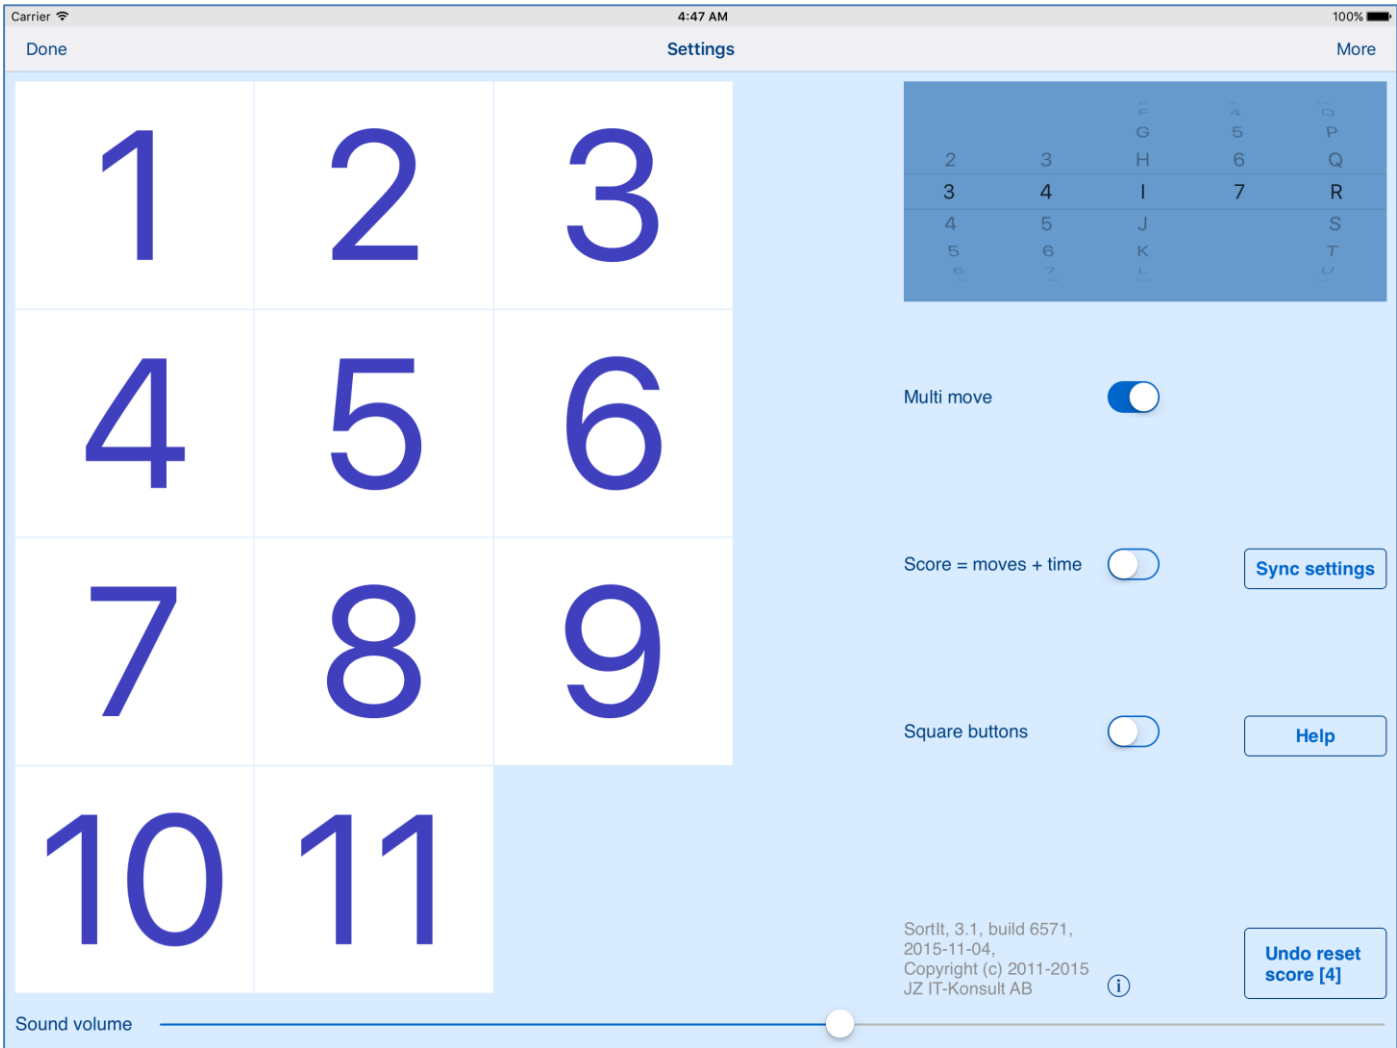 Carrier 4:47 AM 100%
Done Settings More
1 2 3
4 5 6
7 8 9
10 11
F 4 O
G 5 P
2 3 H 6 Q
3 4 I 7 R
4 5 J S
5 6 K T
6 7 L U
Multi move
Score = moves + time
Sync settings
Square buttons
Help
SortIt, 3.1, build 6571,
2015-11-04,
Copyright (c) 2011-2015
JZ IT-Konsult AB
i
Undo reset
score [4]
Sound volume